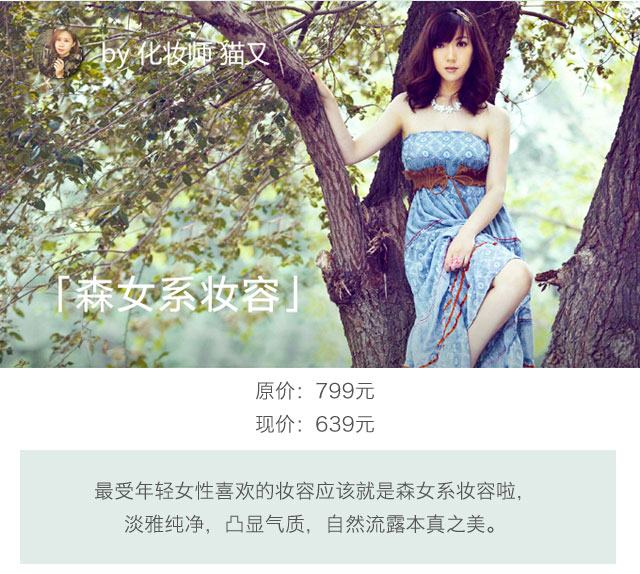 by 化妆师 猫又
「森女系妆容」
原价：799元
现价：639元
最受年轻女性喜欢的妆容应该就是森女系妆容啦，
淡雅纯净，凸显气质，自然流露本真之美。